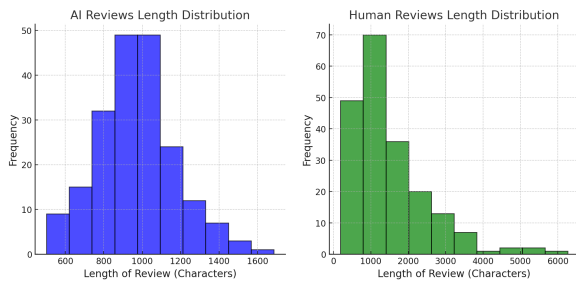 AI Reviews Length Distribution
Frequency
50
40
30
20
10
0
600 800 1000 1200 1400 1600
Length of Review (Characters)
Human Reviews Length Distribution
Frequency
70
60
50
40
30
20
10
0
0 1000 2000 3000 4000 5000 6000
Length of Review (Characters)